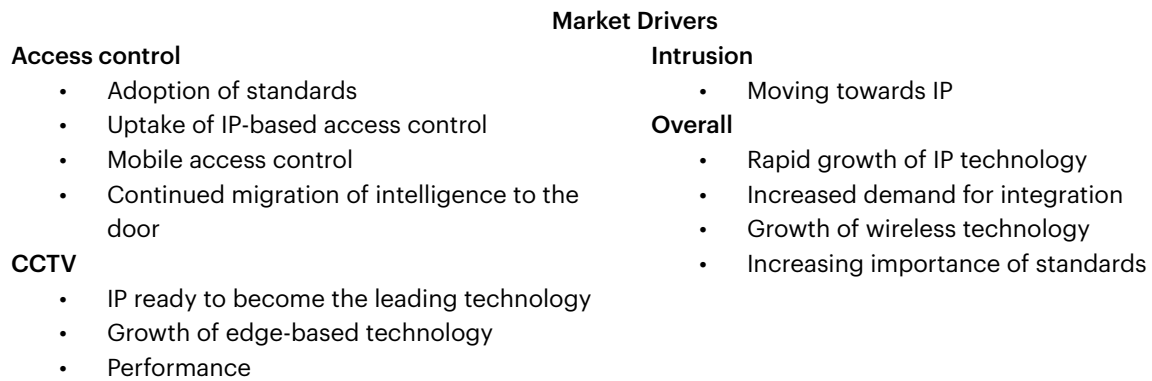 Market Drivers
Access control
• Adoption of standards
• Uptake of IP-based access control
• Mobile access control
• Continued migration of intelligence to the
door
CCTV
• IP ready to become the leading technology
• Growth of edge-based technology
• Performance
Intrusion
• Moving towards IP
Overall
• Rapid growth of IP technology
• Increased demand for integration
• Growth of wireless technology
• Increasing importance of standards